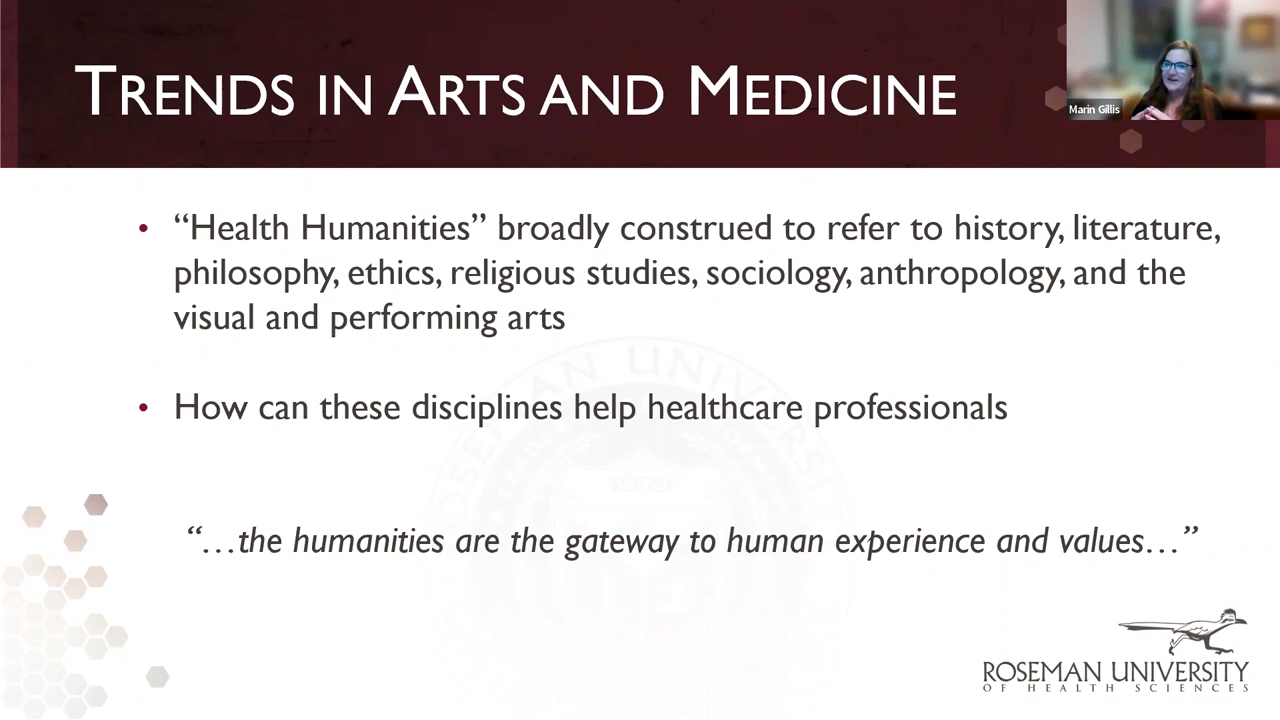 TRENDS IN ARTS AND MEDICINE
Marin Gillis
• “Health Humanities” broadly construed to refer to history, literature,
philosophy, ethics, religious studies, sociology, anthropology, and the
visual and performing arts
• How can these disciplines help healthcare professionals
“…the humanities are the gateway to human experience and values…”
ROSEMAN UNIVERSITY
OF HEALTH SCIENCES